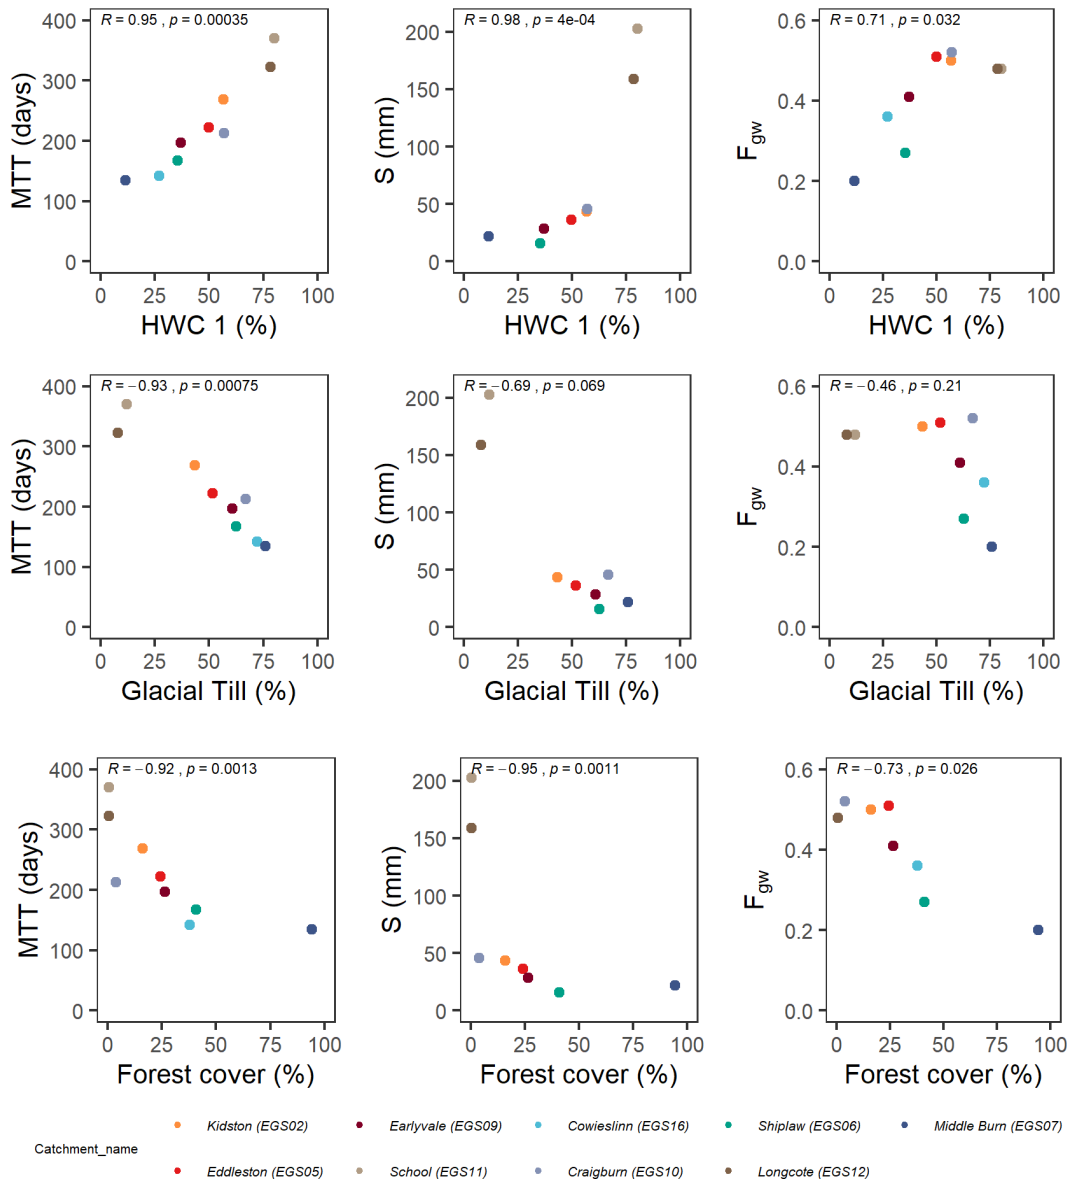 R = 0.95 , p = 0.00035
R = 0.98 , p = 4e-04
R = 0.71 , p = 0.032
MTT (days)
400
300
200
100
0
S (mm)
200
150
100
50
0
Fgw
0.6
0.4
0.2
0.0
0 25 50 75 100
0 25 50 75 100
0 25 50 75 100
HWC 1 (%)
HWC 1 (%)
HWC 1 (%)
R = −0.93 , p = 0.00075
R = −0.69 , p = 0.069
R = −0.46 , p = 0.21
MTT (days)
400
300
200
100
0
S (mm)
200
150
100
50
0
Fgw
0.6
0.4
0.2
0.0
0 25 50 75 100
0 25 50 75 100
0 25 50 75 100
Glacial Till (%)
Glacial Till (%)
Glacial Till (%)
R = −0.92 , p = 0.0013
R = −0.95 , p = 0.0011
R = −0.73 , p = 0.026
MTT (days)
400
300
200
100
0
S (mm)
200
150
100
50
0
Fgw
0.6
0.4
0.2
0.0
0 25 50 75 100
0 25 50 75 100
0 25 50 75 100
Forest cover (%)
Forest cover (%)
Forest cover (%)
Catchment_name
Kidston (EGS02)
Earlyvale (EGS09)
Cowieslinn (EGS16)
Shiplaw (EGS06)
Middle Burn (EGS07)
Eddleston (EGS05)
School (EGS11)
Craigburn (EGS10)
Longcote (EGS12)